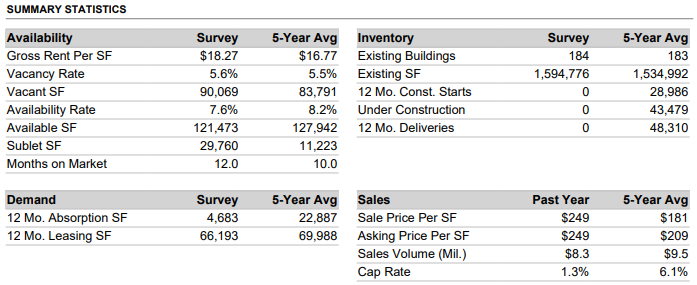 SUMMARY STATISTICS
Availability Survey 5-Year Avg
Gross Rent Per SF $18.27 $16.77
Vacancy Rate 5.6% 5.5%
Vacant SF 90,069 83,791
Availability Rate 7.6% 8.2%
Available SF 121,473 127,942
Sublet SF 29,760 11,223
Months on Market 12.0 10.0
Inventory Survey 5-Year Avg
Existing Buildings 184 183
Existing SF 1,594,776 1,534,992
12 Mo. Const. Starts 0 28,986
Under Construction 0 43,479
12 Mo. Deliveries 0 48,310
Demand Survey 5-Year Avg
12 Mo. Absorption SF 4,683 22,887
12 Mo. Leasing SF 66,193 69,988
Sales Past Year 5-Year Avg
Sale Price Per SF $249 $181
Asking Price Per SF $249 $209
Sales Volume (Mil.) $8.3 $9.5
Cap Rate 1.3% 6.1%